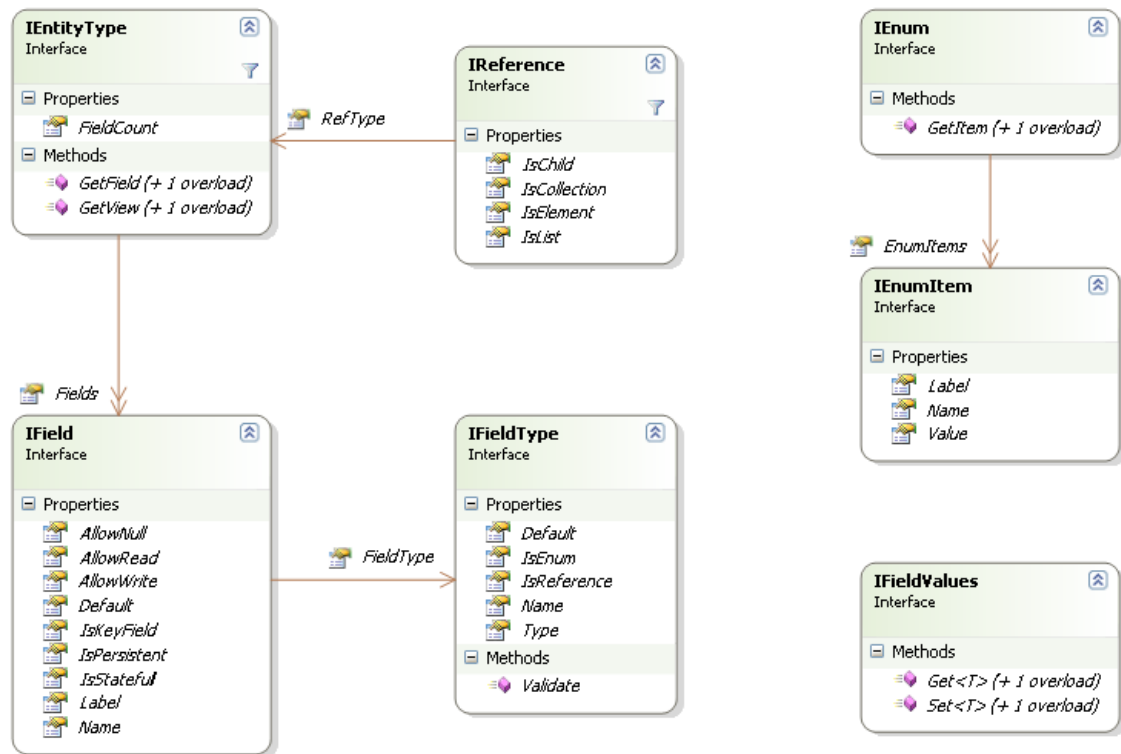 IEntityType
Interface
Properties
FieldCount
Methods
GetField (+ 1 overload)
GetView (+ 1 overload)
RefType
IReference
Interface
Properties
IsChild
IsCollection
IsElement
IsList
IEnum
Interface
Methods
GetItem (+ 1 overload)
EnumItems
IEnumItem
Interface
Properties
Label
Name
Value
Fields
IField
Interface
Properties
AllowNull
AllowRead
AllowWrite
Default
IsKeyField
IsPersistent
IsStateful
Label
Name
FieldType
IFieldType
Interface
Properties
Default
IsEnum
IsReference
Name
Type
Methods
Validate
IFieldValues
Interface
Methods
Get<T> (+ 1 overload)
Set<T> (+ 1 overload)